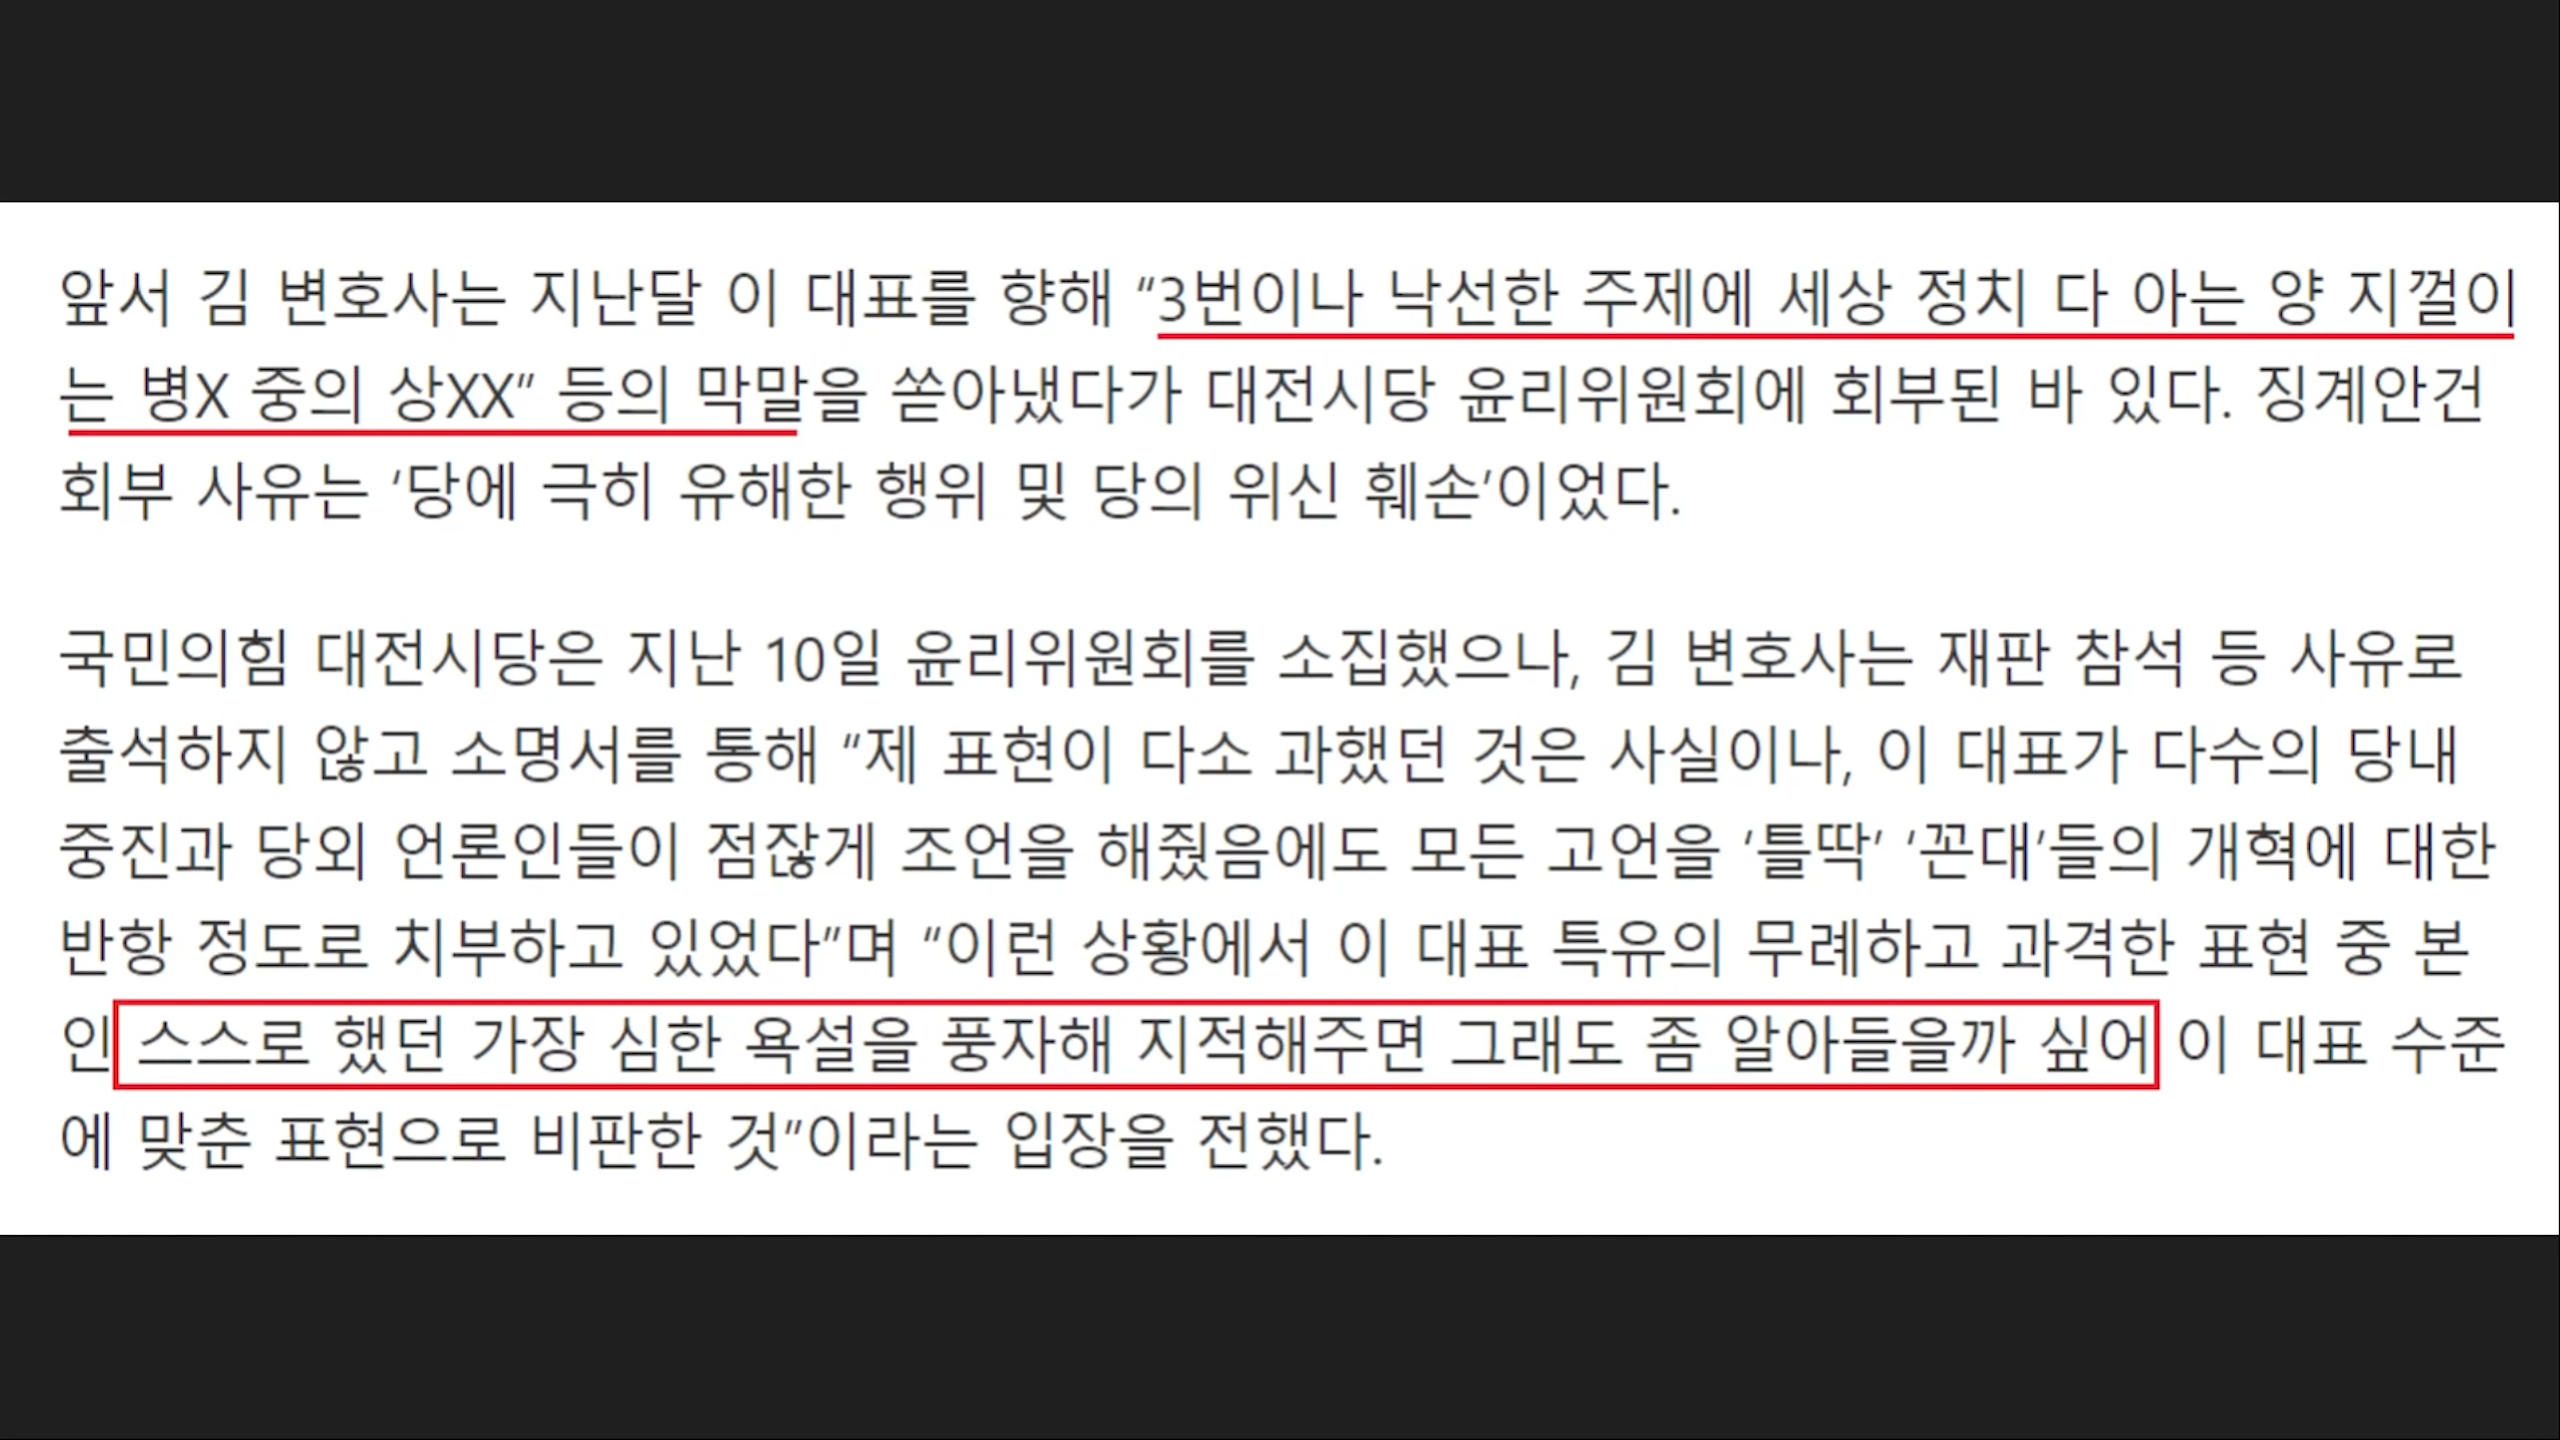 앞서 김 변호사는 지난달 이 대표를 향해 “3번이나 낙선한 주제에 세상 정치 다 아는 양 지껄이
는 병X 중의 상XX” 등의 막말을 쏟아냈다가 대전시당 윤리위원회에 회부된 바 있다. 징계안건
회부 사유는 ‘당에 극히 유해한 행위 및 당의 위신 훼손’이었다.
국민의힘 대전시당은 지난 10일 윤리위원회를 소집했으나, 김 변호사는 재판 참석 등 사유로
출석하지 않고 소명서를 통해 “제 표현이 다소 과했던 것은 사실이나, 이 대표가 다수의 당내
중진과 당외 언론인들이 점잖게 조언을 해줬음에도 모든 고언을 ‘틀딱’ ‘꼰대’들의 개혁에 대한
반항 정도로 치부하고 있었다”며 “이런 상황에서 이 대표 특유의 무례하고 과격한 표현 중 본
인 스스로 했던 가장 심한 욕설을 풍자해 지적해주면 그래도 좀 알아들을까 싶어 이 대표 수준
에 맞춘 표현으로 비판한 것”이라는 입장을 전했다.